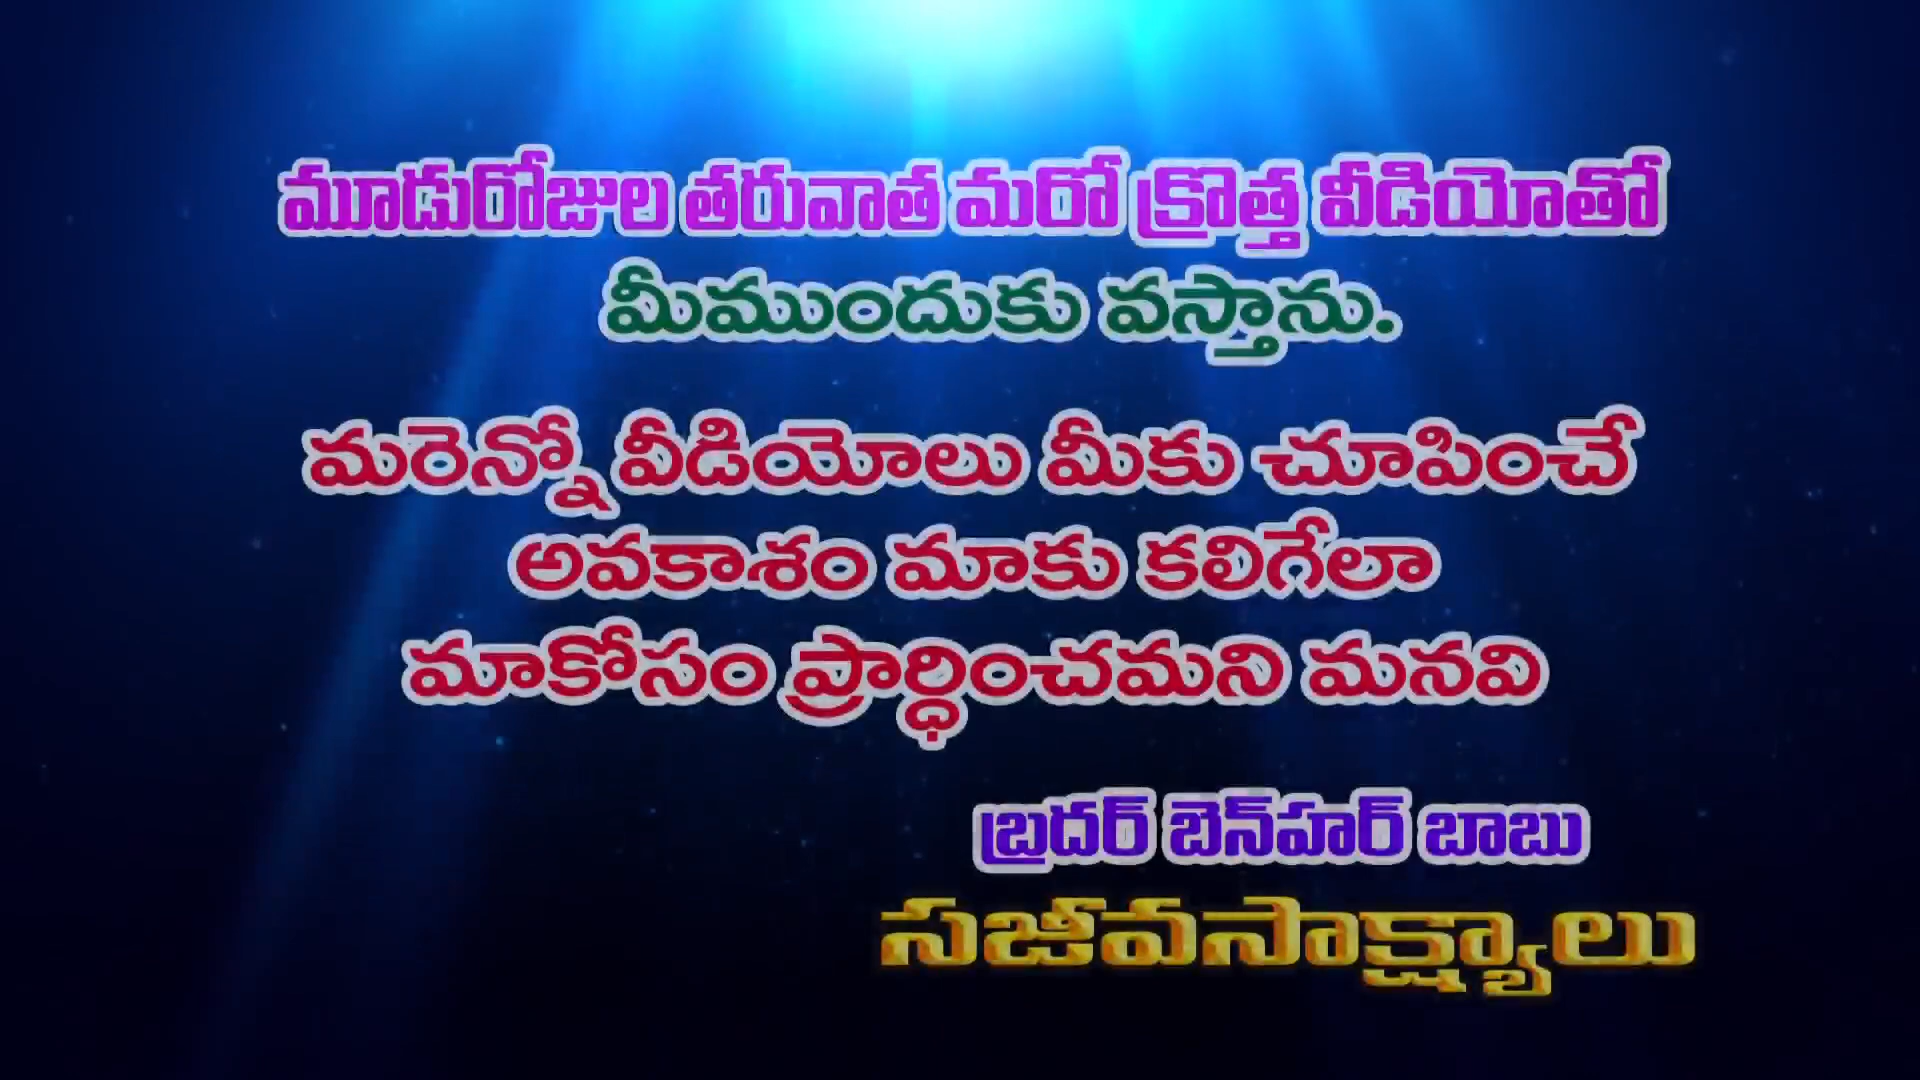 మూడురోజుల తరువాత మరో క్రొత్త వీడియోతో
మీముందుకు వస్తాను.
మరెన్నో వీడియోలు మీకు చూపించే
అవకాశం మాకు కలిగేలా
మాకోసం ప్రార్ధించమని మనవి
బ్రదర్ బెన్‌హర్ బాబు
సజీవసాక్ష్యాలు